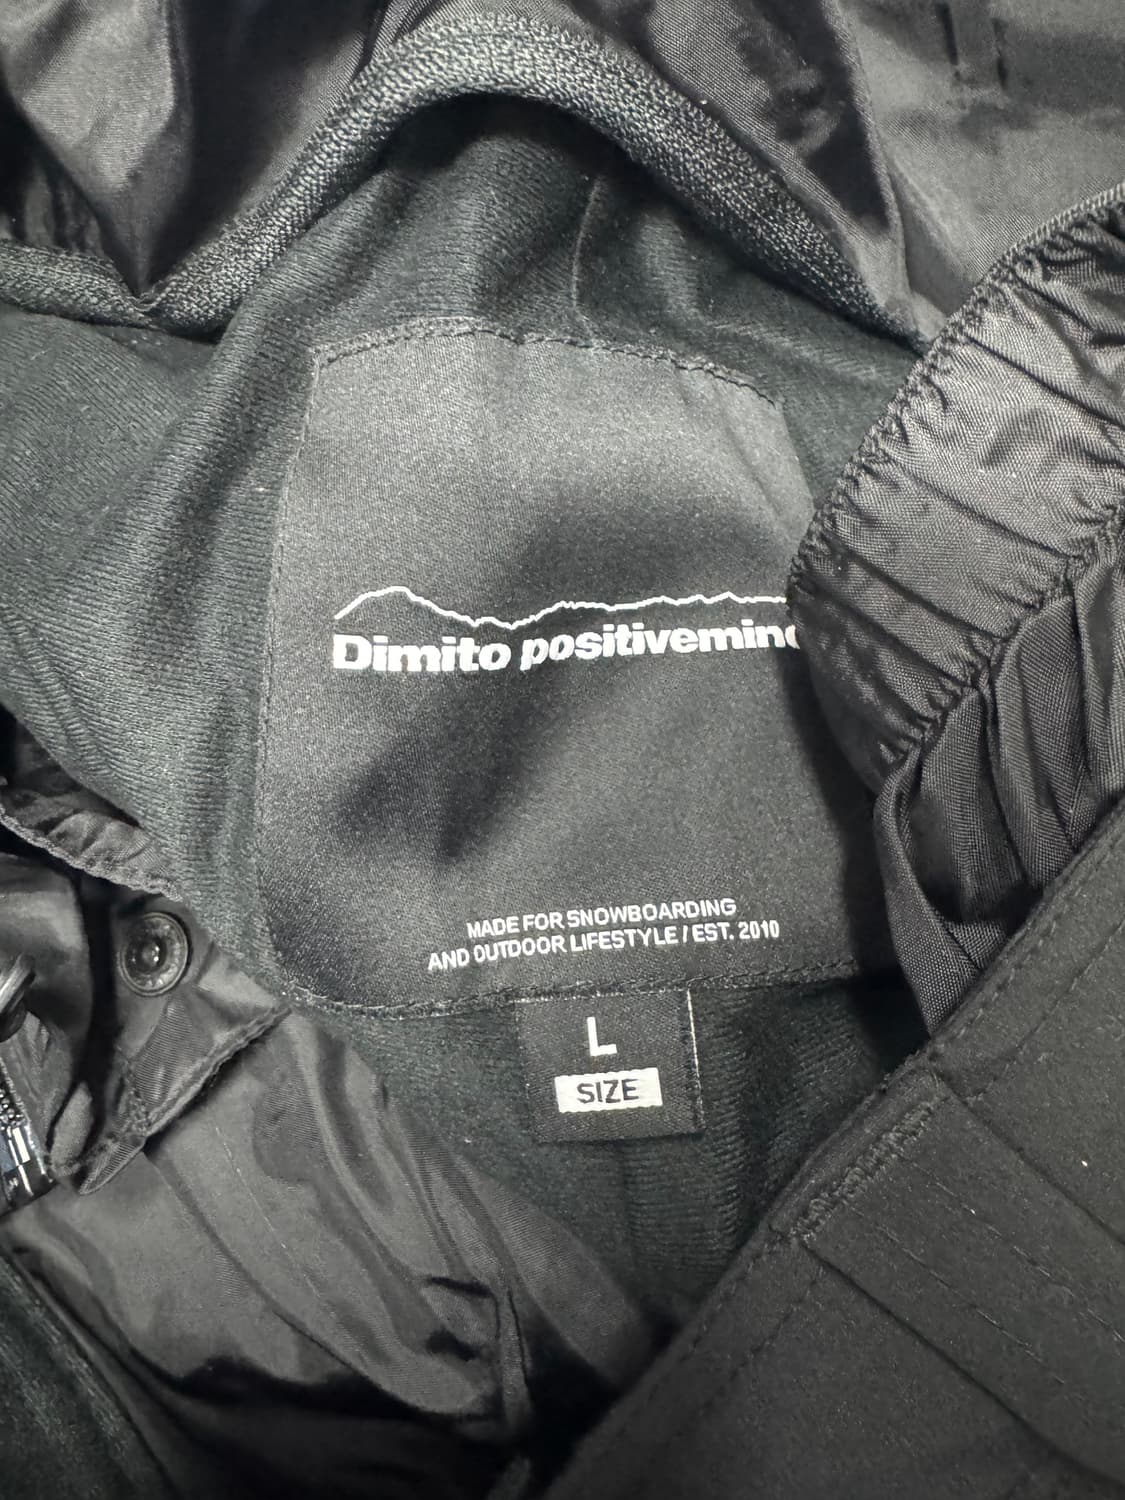 Dimito positivemind
MADE FOR SNOWBOARDING
AND OUTDOOR LIFESTYLE / EST. 2010
L
SIZE